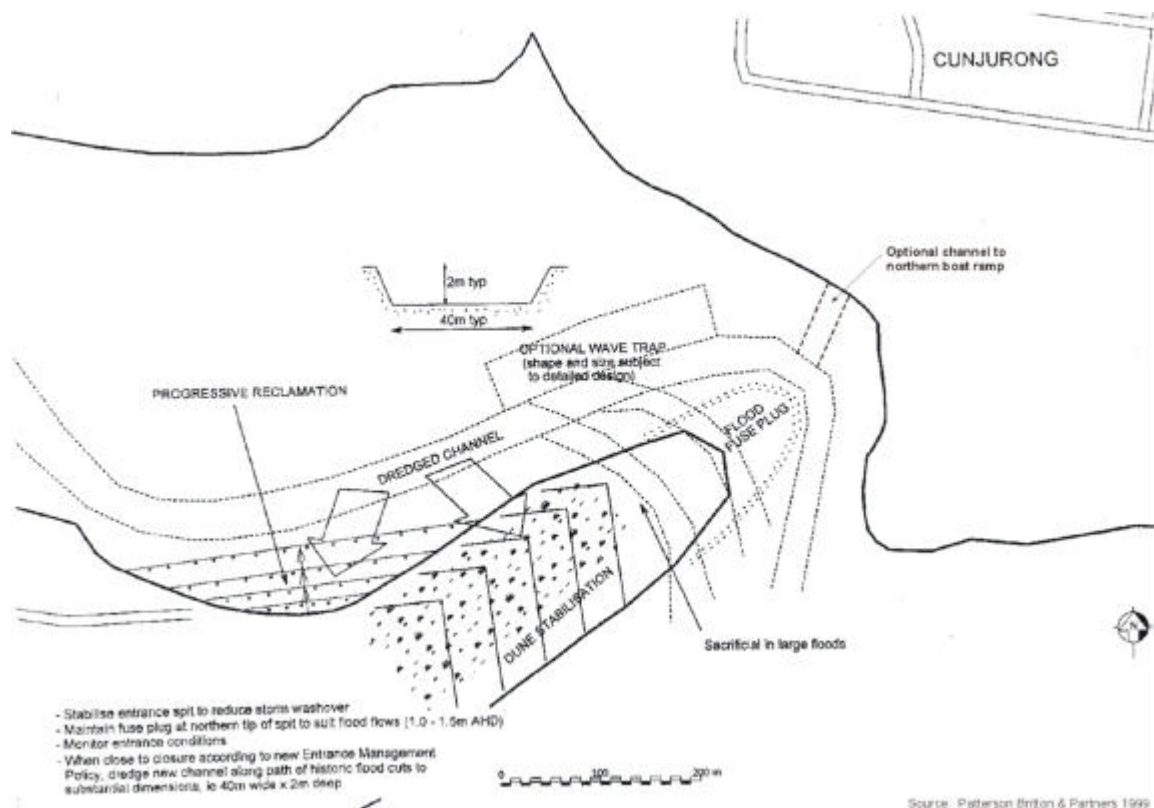 CUNJURONG
Optional channel to
northern boat ramp
2m typ
40m typ
OPTIONAL WAVE TRAP
(shape and size subject
to detailed design)
PROGRESSIVE RECLAMATION
FLOOD
FUSE PLUG
DREDGED CHANNEL
DUNE STABILISATION
Sacrificial in large floods
N
- Stabilise entrance spit to reduce storm washover
- Maintain fuse plug at northern tip of spit to suit flood flows (1.0 - 1.5m AHD)
- Monitor entrance conditions
- When close to closure according to new Entrance Management
Policy, dredge new channel along path of historic flood cuts to
substantial dimensions, ie 40m wide x 2m deep
0 100 200 m
Source: Patterson Britton & Partners 1999